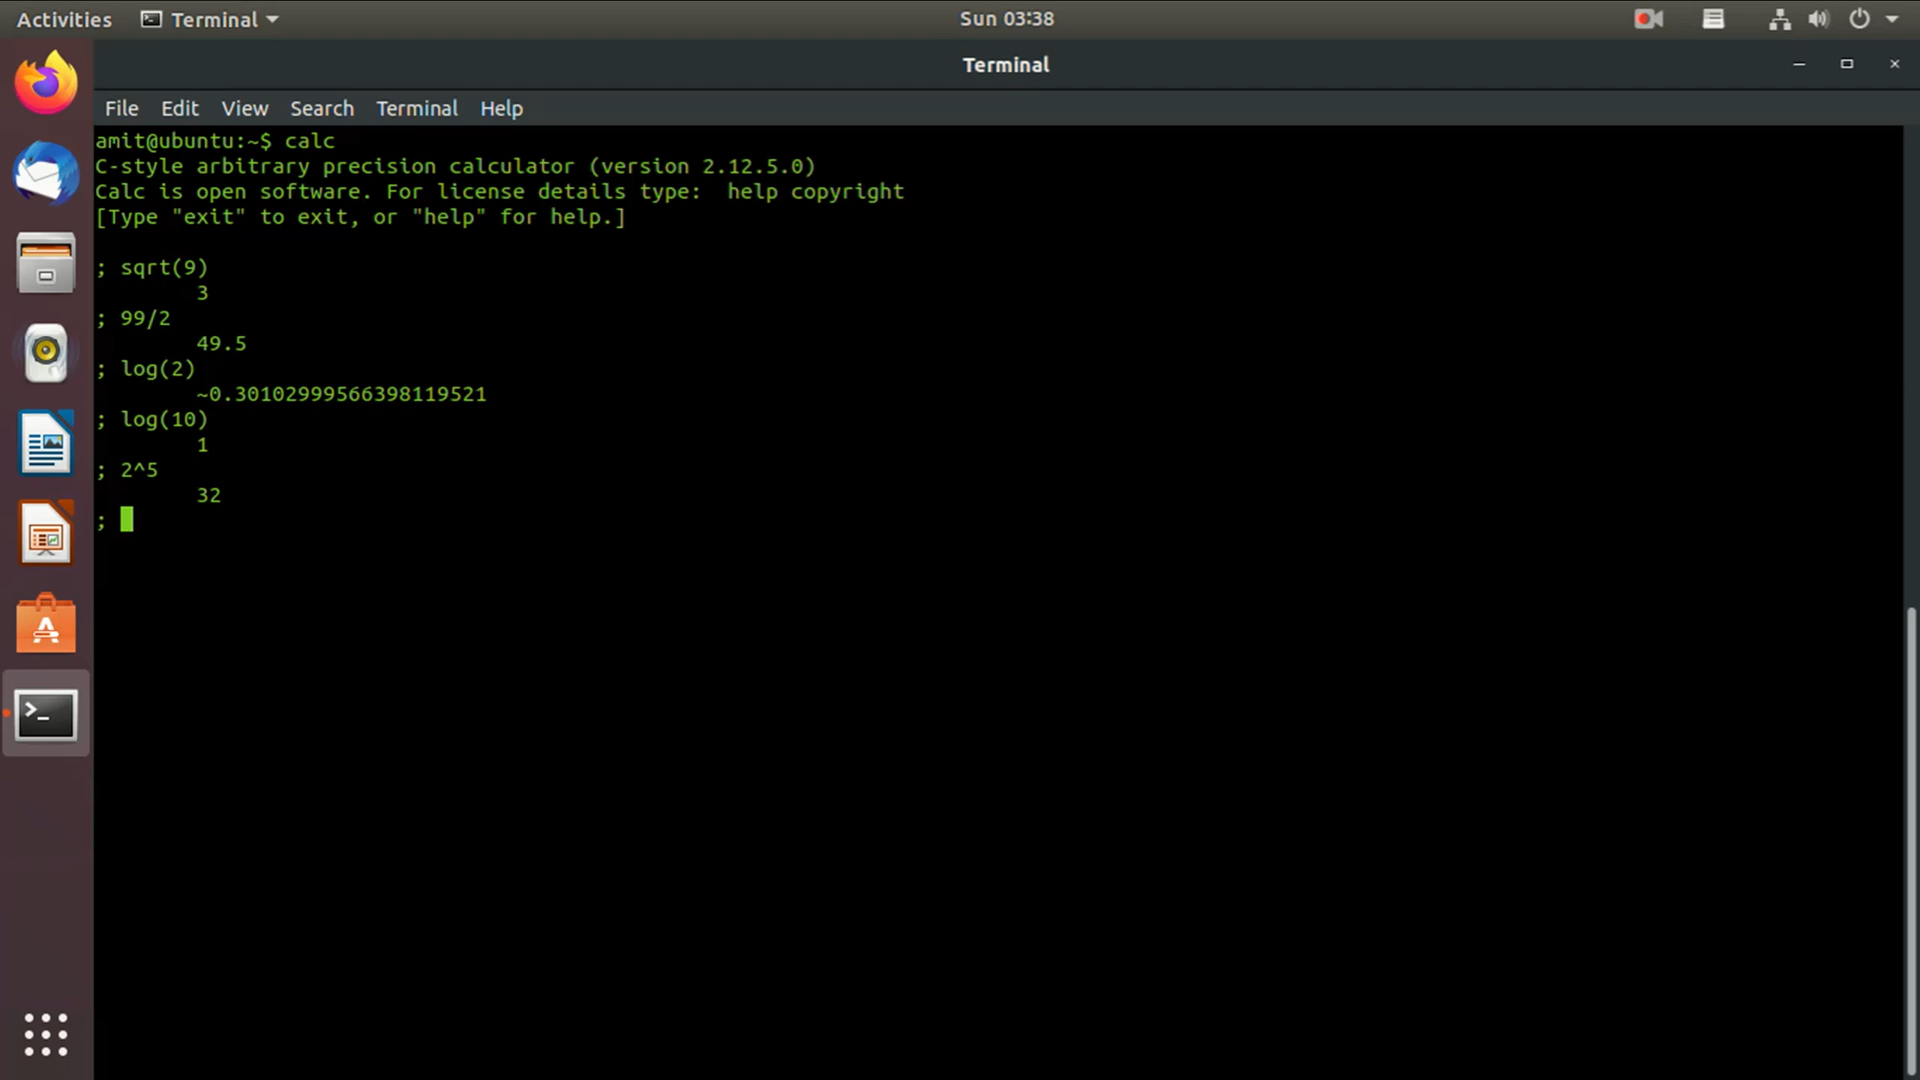 Activities
Terminal
Sun 03:38
Terminal
File Edit View Search Terminal Help
amit@ubuntu:~$ calc
C-style arbitrary precision calculator (version 2.12.5.0)
Calc is open software. For license details type:  help copyright
[Type "exit" to exit, or "help" for help.]
; sqrt(9)
3
; 99/2
49.5
; log(2)
~0.30102999566398119521
; log(10)
1
; 2^5
32
;